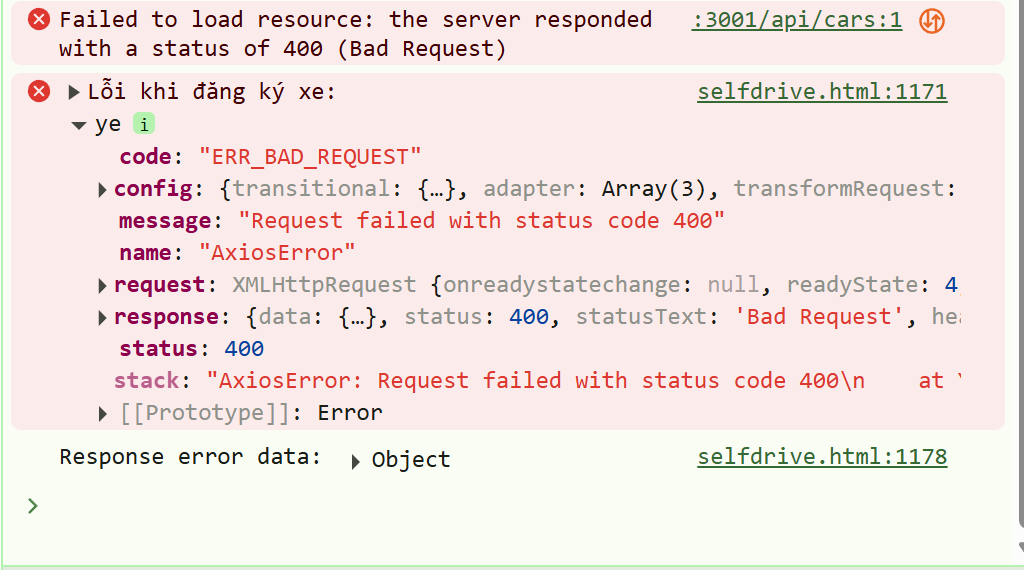 Failed to load resource: the server responded :3001/api/cars:1
with a status of 400 (Bad Request)
Lỗi khi đăng ký xe: selfdrive.html:1171
ye i
code: "ERR_BAD_REQUEST"
config: {transitional: {…}, adapter: Array(3), transformRequest:
message: "Request failed with status code 400"
name: "AxiosError"
request: XMLHttpRequest {onreadystatechange: null, readyState: 4,
response: {data: {…}, status: 400, statusText: 'Bad Request', hea
status: 400
stack: "AxiosError: Request failed with status code 400\n    at
[[Prototype]]: Error
Response error data: Object selfdrive.html:1178